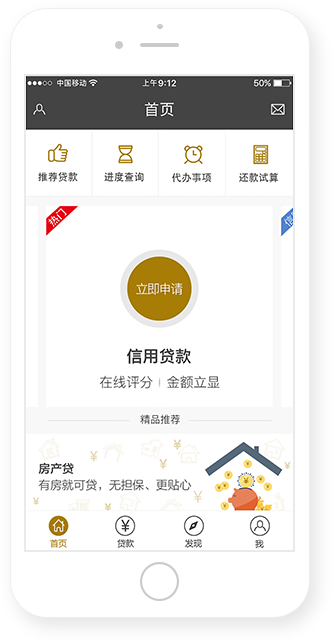 中国移动 上午9:12 50%
首页
推荐贷款 进度查询 代办事项 还款试算
热门
立即申请
信用贷款
在线评分 | 金额立显
精品推荐
房产贷
有房就可贷,无担保、更贴心
首页 贷款 发现 我